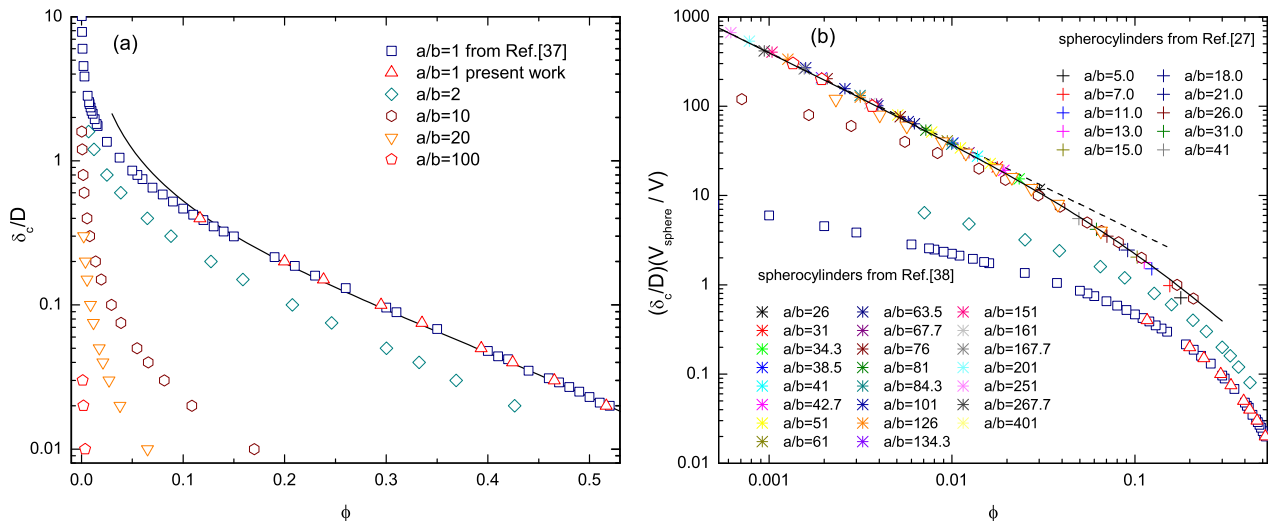 (a)
a/b=1 from Ref.[37]
a/b=1 present work
a/b=2
a/b=10
a/b=20
a/b=100
10
1
0.1
0.01
δc/D
0.0
0.1
0.2
0.3
0.4
0.5
ϕ
(b)
spherocylinders from Ref.[27]
a/b=5.0
a/b=7.0
a/b=11.0
a/b=13.0
a/b=15.0
a/b=18.0
a/b=21.0
a/b=26.0
a/b=31.0
a/b=41
spherocylinders from Ref.[38]
a/b=26
a/b=31
a/b=34.3
a/b=38.5
a/b=41
a/b=42.7
a/b=51
a/b=61
a/b=63.5
a/b=67.7
a/b=76
a/b=81
a/b=84.3
a/b=101
a/b=126
a/b=134.3
a/b=151
a/b=161
a/b=167.7
a/b=201
a/b=251
a/b=267.7
a/b=401
1000
100
10
1
0.1
0.01
(δc/D)(Vsphere / V)
0.001
0.01
0.1
ϕ